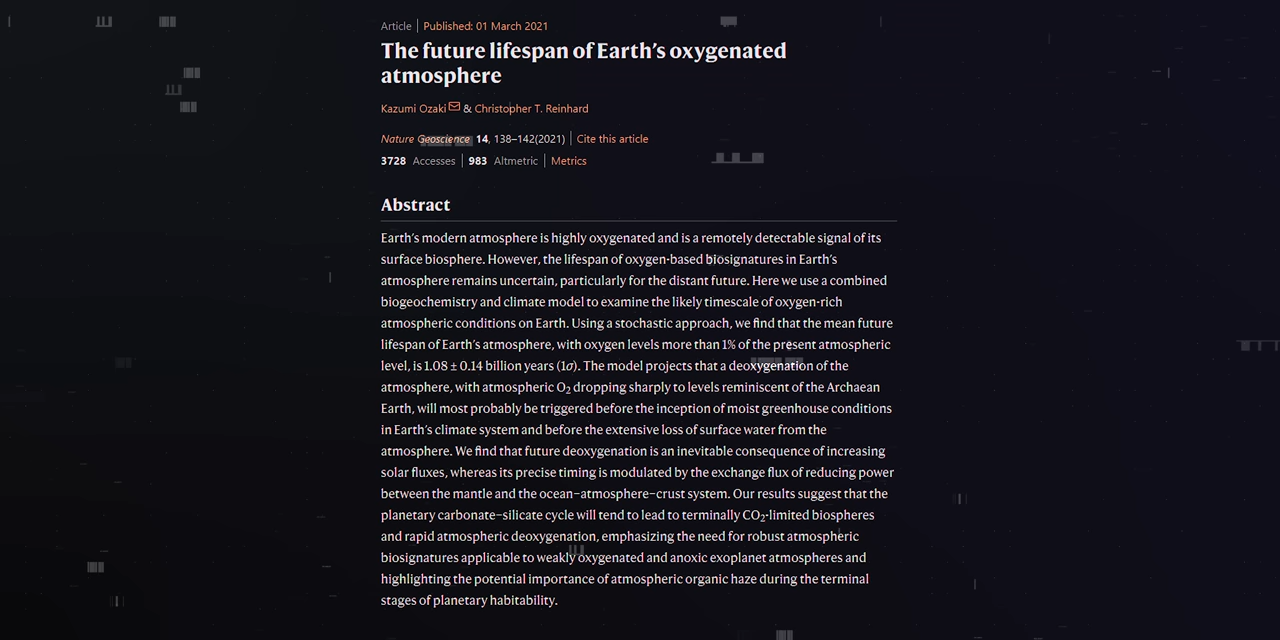 Article | Published: 01 March 2021
The future lifespan of Earth's oxygenated
atmosphere
Kazumi Ozaki & Christopher T. Reinhard
Nature Geoscience 14, 138–142(2021) | Cite this article
3728 Accesses | 983 Altmetric | Metrics
Abstract
Earth's modern atmosphere is highly oxygenated and is a remotely detectable signal of its
surface biosphere. However, the lifespan of oxygen-based biosignatures in Earth's
atmosphere remains uncertain, particularly for the distant future. Here we use a combined
biogeochemistry and climate model to examine the likely timescale of oxygen-rich
atmospheric conditions on Earth. Using a stochastic approach, we find that the mean future
lifespan of Earth's atmosphere, with oxygen levels more than 1% of the present atmospheric
level, is 1.08 ± 0.14 billion years (1σ). The model projects that a deoxygenation of the
atmosphere, with atmospheric O₂ dropping sharply to levels reminiscent of the Archaean
Earth, will most probably be triggered before the inception of moist greenhouse conditions
in Earth's climate system and before the extensive loss of surface water from the
atmosphere. We find that future deoxygenation is an inevitable consequence of increasing
solar fluxes, whereas its precise timing is modulated by the exchange flux of reducing power
between the mantle and the ocean–atmosphere–crust system. Our results suggest that the
planetary carbonate–silicate cycle will tend to lead to terminally CO₂-limited biospheres
and rapid atmospheric deoxygenation, emphasizing the need for robust atmospheric
biosignatures applicable to weakly oxygenated and anoxic exoplanet atmospheres and
highlighting the potential importance of atmospheric organic haze during the terminal
stages of planetary habitability.